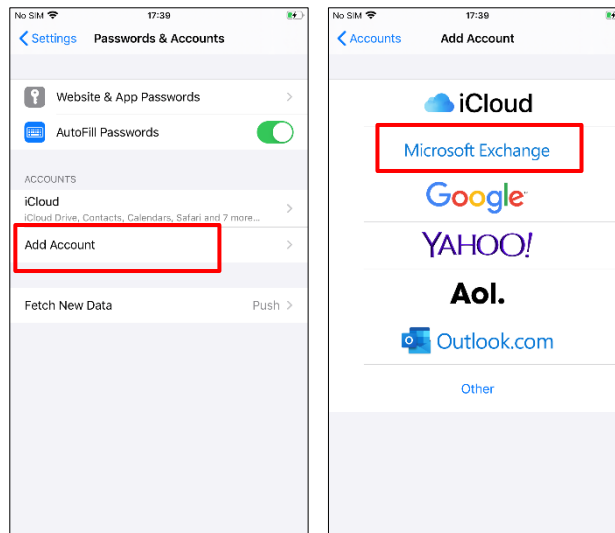 No SIM 17:39
Settings Passwords & Accounts
Website & App Passwords
AutoFill Passwords
ACCOUNTS
iCloud
iCloud Drive, Contacts, Calendars, Safari and 7 more...
Add Account
Fetch New Data Push
No SIM 17:39
Accounts Add Account
iCloud
Microsoft Exchange
Google
YAHOO!
Aol.
Outlook.com
Other